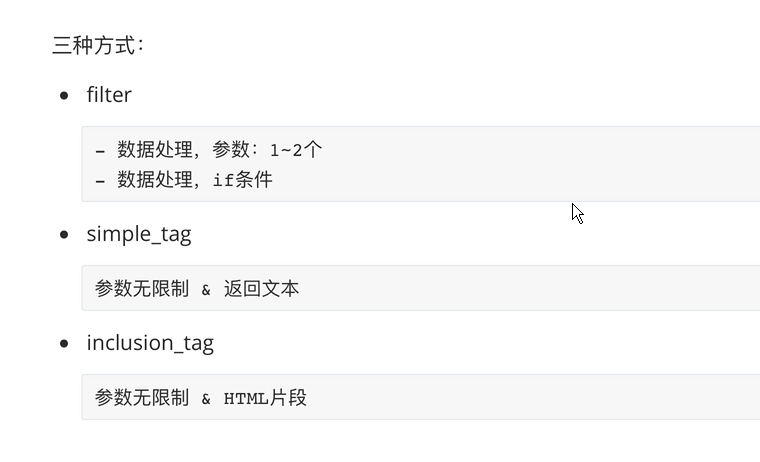 三种方式：
filter
- 数据处理，参数：1~2个
- 数据处理，if条件
simple_tag
参数无限制 & 返回文本
inclusion_tag
参数无限制 & HTML片段